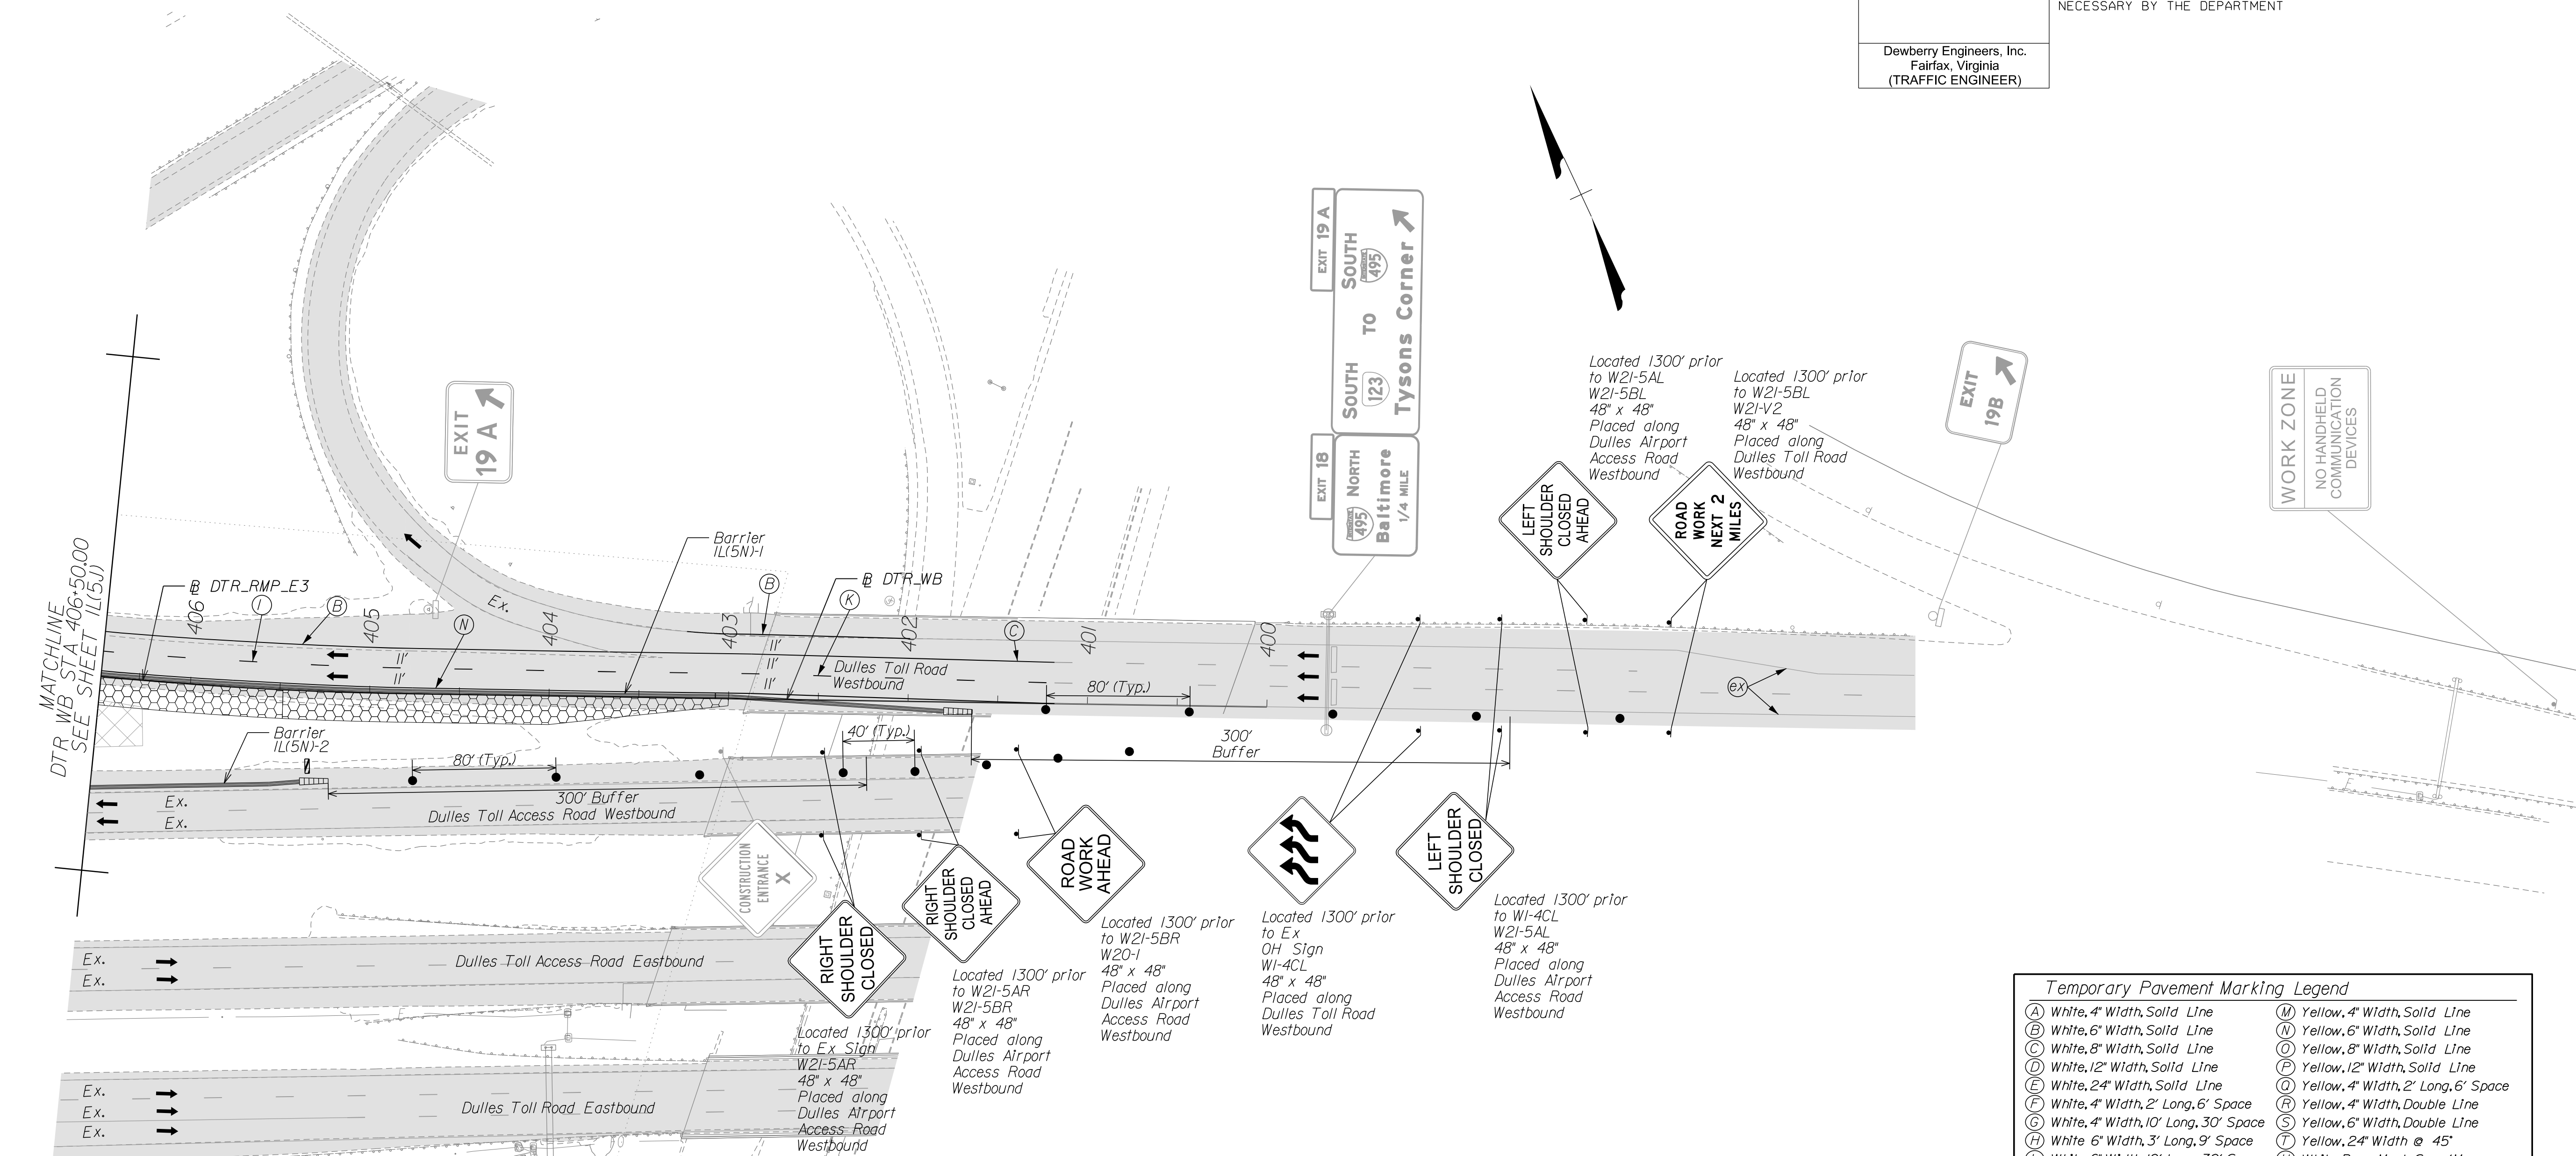 NECESSARY BY THE DEPARTMENT
Dewberry Engineers, Inc.
Fairfax, Virginia
(TRAFFIC ENGINEER)
EXIT 19 A
SOUTH TO SOUTH
123
495
Tysons Corner
EXIT 18
495 NORTH
Baltimore
1/4 MILE
EXIT
19 A
EXIT
19B
WORK ZONE
NO HANDHELD
COMMUNICATION
DEVICES
Located 1300' prior
to W21-5AL
W21-5BL
48" x 48"
Placed along
Dulles Airport
Access Road
Westbound
Located 1300' prior
to W21-5BL
W21-V2
48" x 48"
Placed along
Dulles Toll Road
Westbound
LEFT
SHOULDER
CLOSED
AHEAD
ROAD
WORK
NEXT 2
MILES
MATCHLINE
DTR WB STA 406+50.00
SEE SHEET 1L(5J)
Barrier
1L(5N)-1
B DTR_RMP_E3
B DTR_WB
I
B
N
B
K
C
ex
Ex.
406
405
404
403
402
401
400
11'
11'
11'
11'
11'
Dulles Toll Road
Westbound
80' (Typ.)
Barrier
1L(5N)-2
80' (Typ.)
40' (Typ.)
300'
Buffer
300' Buffer
Ex.
Ex.
Dulles Toll Access Road Westbound
CONSTRUCTION
ENTRANCE
X
RIGHT
SHOULDER
CLOSED
RIGHT
SHOULDER
CLOSED
AHEAD
ROAD
WORK
AHEAD
LEFT
SHOULDER
CLOSED
Located 1300' prior
to Ex Sign
W21-5AR
48" x 48"
Placed along
Dulles Airport
Access Road
Westbound
Located 1300' prior
to W21-5AR
W21-5BR
48" x 48"
Placed along
Dulles Airport
Access Road
Westbound
Located 1300' prior
to W21-5BR
W20-1
48" x 48"
Placed along
Dulles Airport
Access Road
Westbound
Located 1300' prior
to Ex
OH Sign
W1-4CL
48" x 48"
Placed along
Dulles Toll Road
Westbound
Located 1300' prior
to W1-4CL
W21-5AL
48" x 48"
Placed along
Dulles Airport
Access Road
Westbound
Ex.
Ex.
Dulles Toll Access Road Eastbound
Ex.
Ex.
Ex.
Dulles Toll Road Eastbound
Temporary Pavement Marking Legend
A White, 4" Width, Solid Line
B White, 6" Width, Solid Line
C White, 8" Width, Solid Line
D White, 12" Width, Solid Line
E White, 24" Width, Solid Line
F White, 4" Width, 2' Long, 6' Space
G White, 4" Width, 10' Long, 30' Space
H White 6" Width, 3' Long, 9' Space
M Yellow, 4" Width, Solid Line
N Yellow, 6" Width, Solid Line
O Yellow, 8" Width, Solid Line
P Yellow, 12" Width, Solid Line
Q Yellow, 4" Width, 2' Long, 6' Space
R Yellow, 4" Width, Double Line
S Yellow, 6" Width, Double Line
T Yellow, 24" Width @ 45°